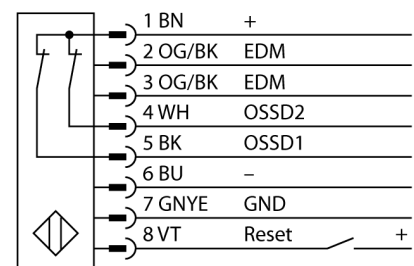 1 BN +
2 OG/BK EDM
3 OG/BK EDM
4 WH OSSD2
5 BK OSSD1
6 BU –
7 GNYE GND
8 VT Reset +